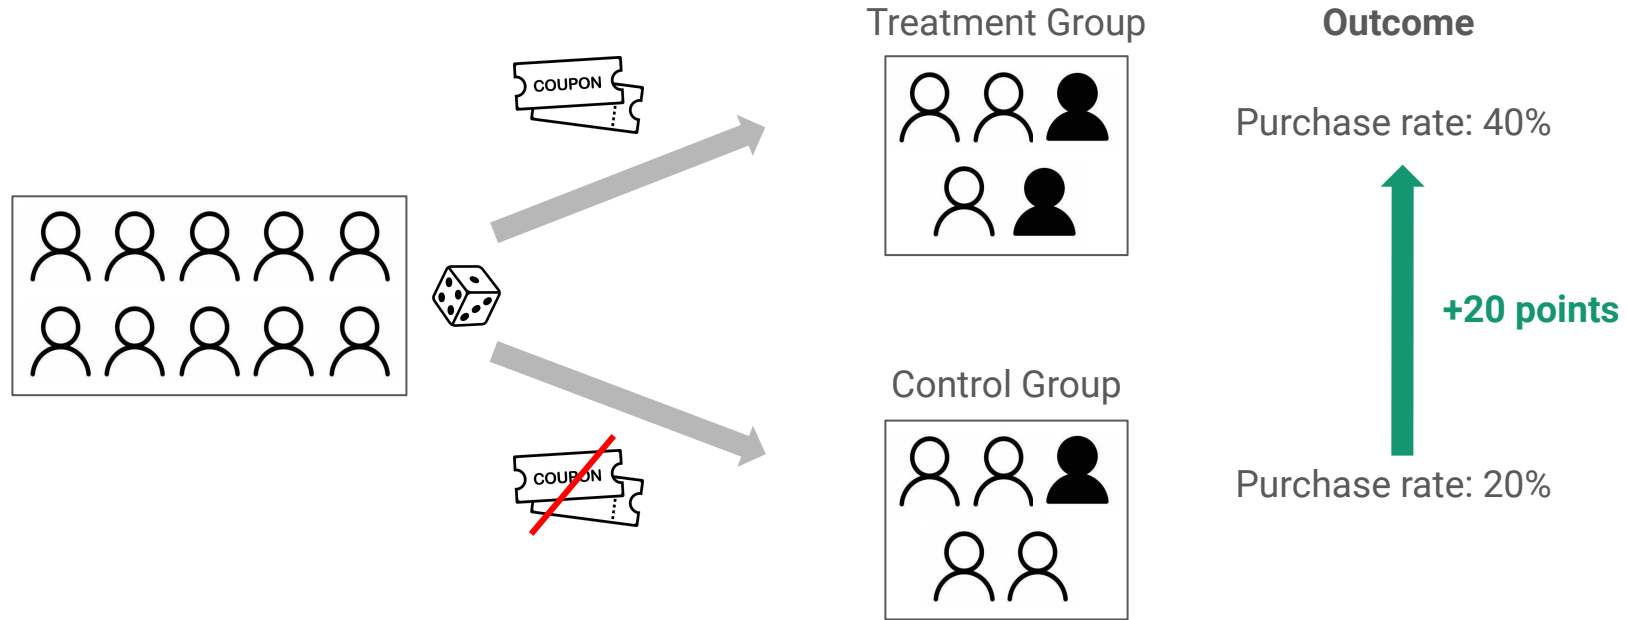 Treatment Group
Outcome
COUPON
Purchase rate: 40%
+20 points
Control Group
COUPON
Purchase rate: 20%